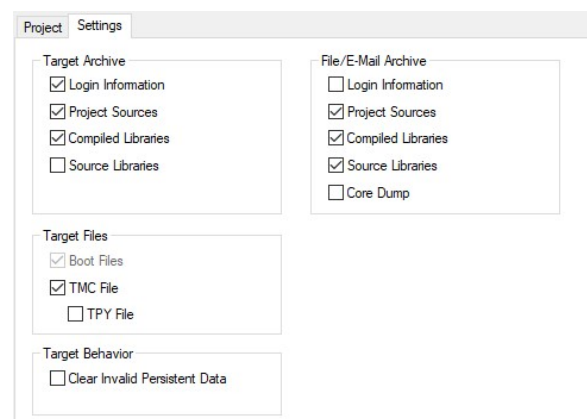 Project Settings
Target Archive
Login Information
Project Sources
Compiled Libraries
Source Libraries
File/E-Mail Archive
Login Information
Project Sources
Compiled Libraries
Source Libraries
Core Dump
Target Files
Boot Files
TMC File
TPY File
Target Behavior
Clear Invalid Persistent Data